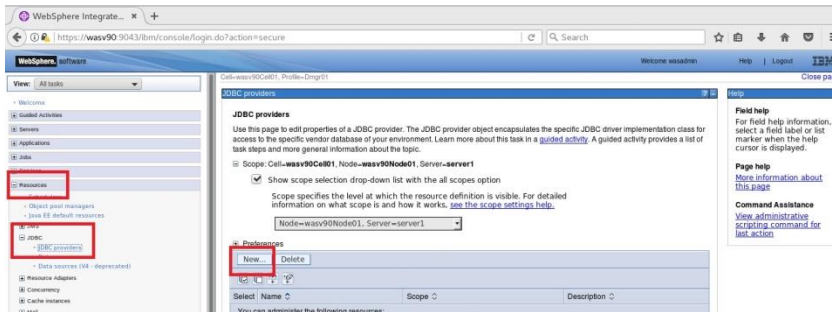 WebSphere Integrate...
https://wasv90:9043/ibm/console/login.do?action=secure
Search
WebSphere. software
Welcome wasadmin
Help | Logout
IBM
Cell=wasv90Cell01, Profile=Dmgr01
Close pa
View: All tasks
Welcome
Guided Activities
Servers
Applications
Jobs
Resources
Object pool managers
Java EE default resources
JMS
JDBC
JDBC providers
Data sources (V4 - deprecated)
Resource Adapters
Concurrency
Cache instances
JDBC providers
JDBC providers
Use this page to edit properties of a JDBC provider. The JDBC provider object encapsulates the specific JDBC driver implementation class for
access to the specific vendor database of your environment. Learn more about this task in a guided activity. A guided activity provides a list of
task steps and more general information about the topic.
Scope: Cell=wasv90Cell01, Node=wasv90Node01, Server=server1
Show scope selection drop-down list with the all scopes option
Scope specifies the level at which the resource definition is visible. For detailed
information on what scope is and how it works, see the scope settings help.
Node=wasv90Node01, Server=server1
Preferences
New... Delete
Select Name Scope Description
You can administer the following resources:
Help
Field help
For field help information,
select a field label or list
marker when the help
cursor is displayed.
Page help
More information about
this page
Command Assistance
View administrative
scripting command for
last action